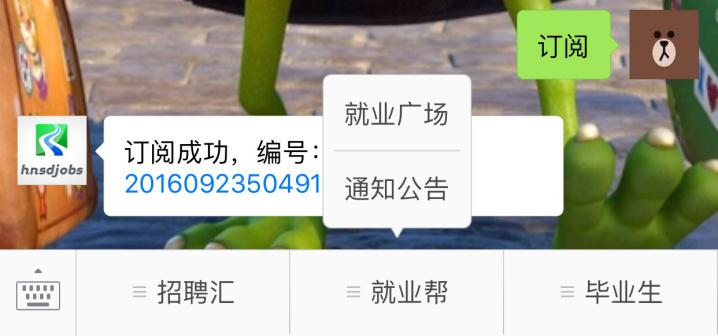 订阅
hnsdjobs
订阅成功，编号：
2016092350491
就业广场
通知公告
招聘汇
就业帮
毕业生